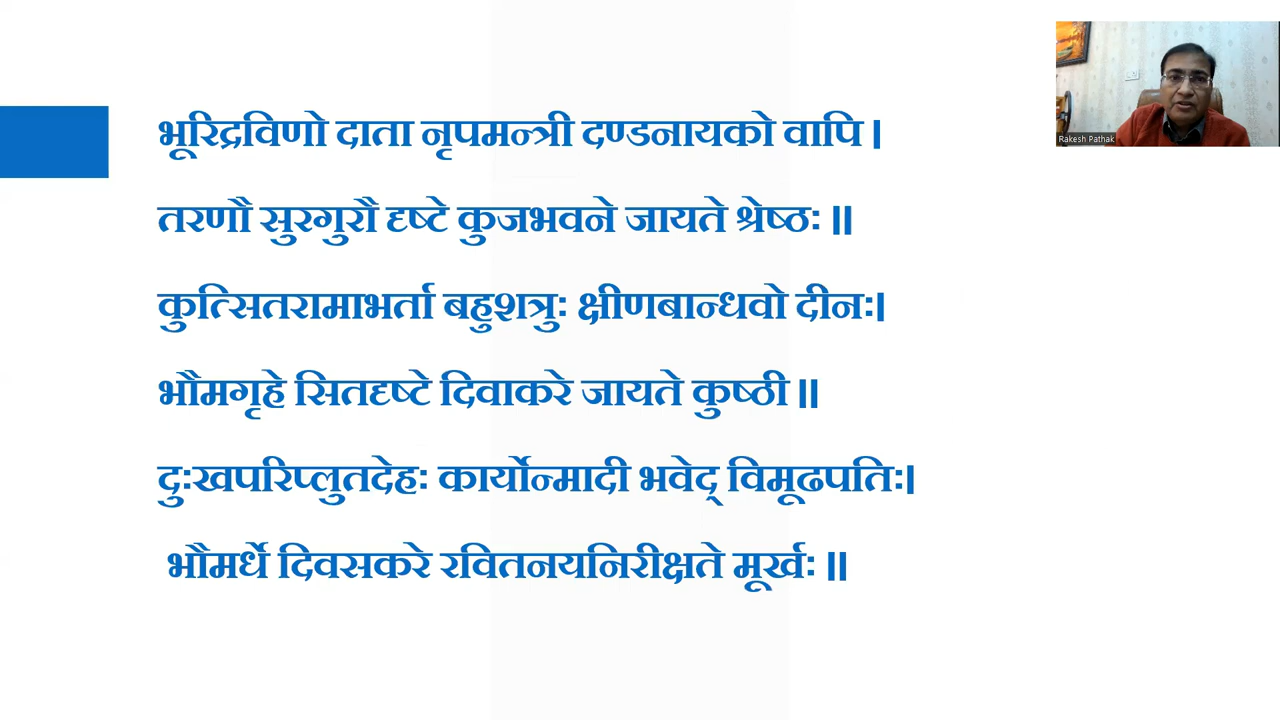 भूरिद्रविणो दाता नृपमन्त्री दण्डनायको वापि ।
तरणौ सुरगुरौ दृष्टे कुजभवने जायते श्रेष्ठः ॥
कुत्सितरामाभर्ता बहुशत्रुः क्षीणबान्धवो दीनः।
भौमगृहे सितदृष्टे दिवाकरे जायते कुष्ठी ॥
दुःखपरिप्लुतदेहः कार्योन्मादी भवेद् विमूढपतिः।
भौमर्धे दिवसकरे रवितनयनिरीक्षते मूर्खः ॥
Rakesh Pathak